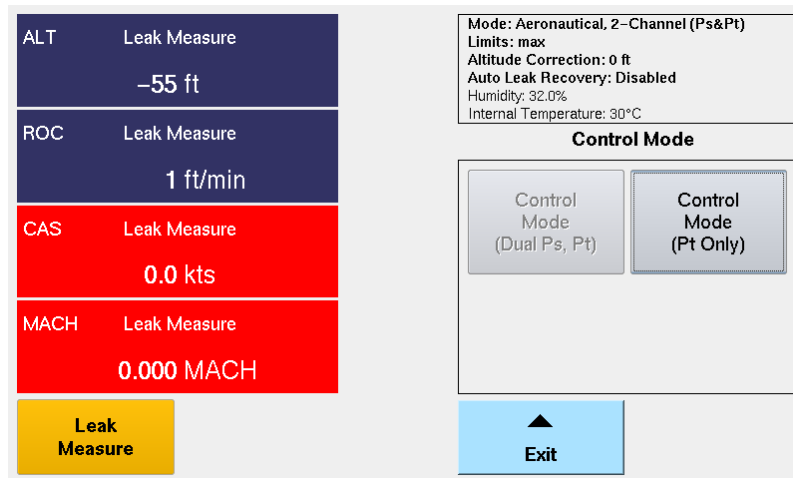 ALT Leak Measure
–55 ft
ROC Leak Measure
1 ft/min
CAS Leak Measure
0.0 kts
MACH Leak Measure
0.000 MACH
Leak
Measure
Mode: Aeronautical, 2–Channel (Ps&Pt)
Limits: max
Altitude Correction: 0 ft
Auto Leak Recovery: Disabled
Humidity: 32.0%
Internal Temperature: 30°C
Control Mode
Control
Mode
(Dual Ps, Pt)
Control
Mode
(Pt Only)
Exit